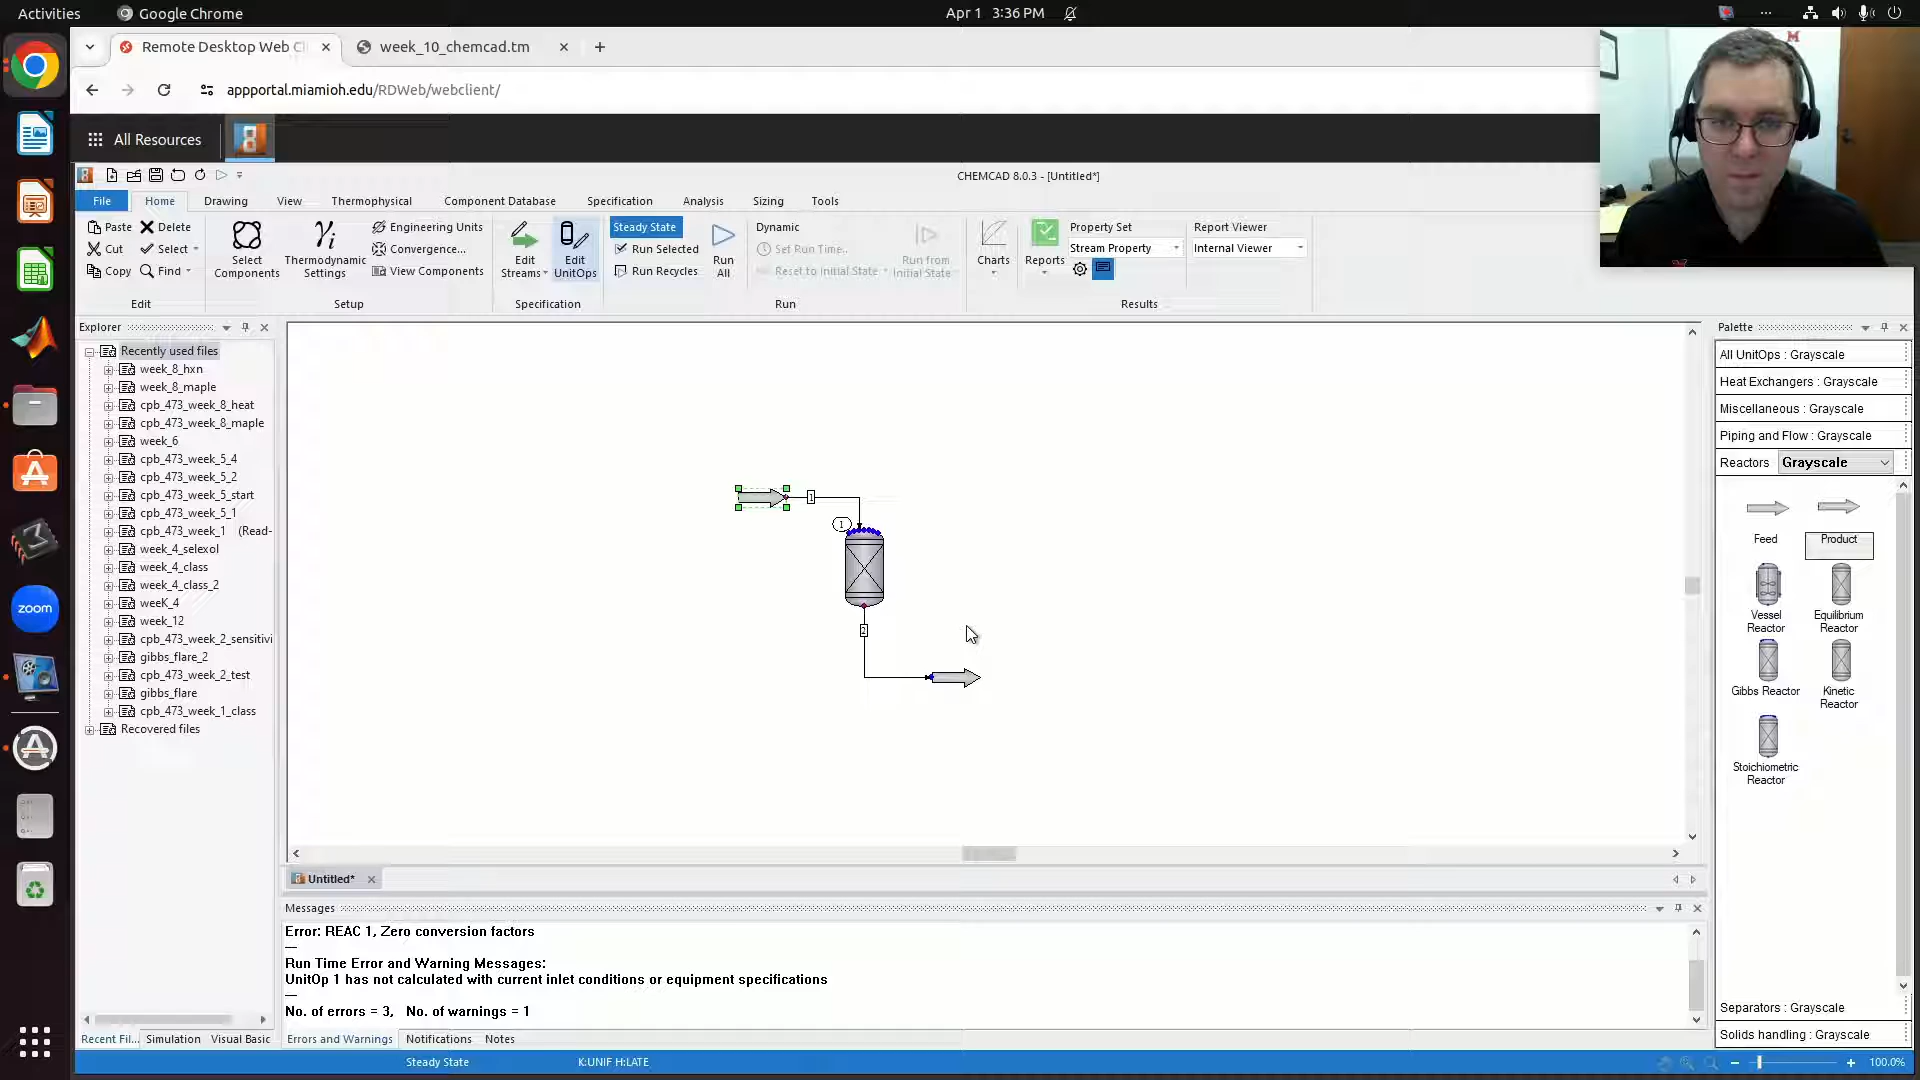 Activities
Google Chrome
Apr 1 3:36 PM
Remote Desktop Web Cl
week_10_chemcad.tm
appportal.miamioh.edu/RDWeb/webclient/
All Resources
CHEMCAD 8.0.3 - [Untitled*]
File
Home
Drawing
View
Thermophysical
Component Database
Specification
Analysis
Sizing
Tools
Paste
Delete
Cut
Select
Copy
Find
Edit
Select Components
Thermodynamic Settings
Engineering Units
Convergence...
View Components
Setup
Edit Streams
Edit UnitOps
Specification
Steady State
Run Selected
Run Recycles
Run All
Dynamic
Set Run Time..
Reset to Initial State
Run from Initial State
Run
Charts
Reports
Property Set
Stream Property
Report Viewer
Internal Viewer
Results
Explorer
Recently used files
week_8_hxn
week_8_maple
cpb_473_week_8_heat
cpb_473_week_8_maple
week_6
cpb_473_week_5_4
cpb_473_week_5_2
cpb_473_week_5_start
cpb_473_week_5_1
cpb_473_week_1 (Read-
week_4_selexol
week_4_class
week_4_class_2
weeK_4
week_12
cpb_473_week_2_sensitivi
gibbs_flare_2
cpb_473_week_2_test
gibbs_flare
cpb_473_week_1_class
Recovered files
Recent Fil...
Simulation
Visual Basic
1
1
2
Untitled*
Messages
Error: REAC 1, Zero conversion factors
---
Run Time Error and Warning Messages:
UnitOp 1 has not calculated with current inlet conditions or equipment specifications
---
No. of errors = 3, No. of warnings = 1
Errors and Warnings
Notifications
Notes
Palette
All UnitOps : Grayscale
Heat Exchangers : Grayscale
Miscellaneous : Grayscale
Piping and Flow : Grayscale
Reactors
Grayscale
Feed
Product
Vessel Reactor
Equilibrium Reactor
Gibbs Reactor
Kinetic Reactor
Stoichiometric Reactor
Separators : Grayscale
Solids handling : Grayscale
Steady State
K:UNIF H:LATE
100.0%
zoom
8
M